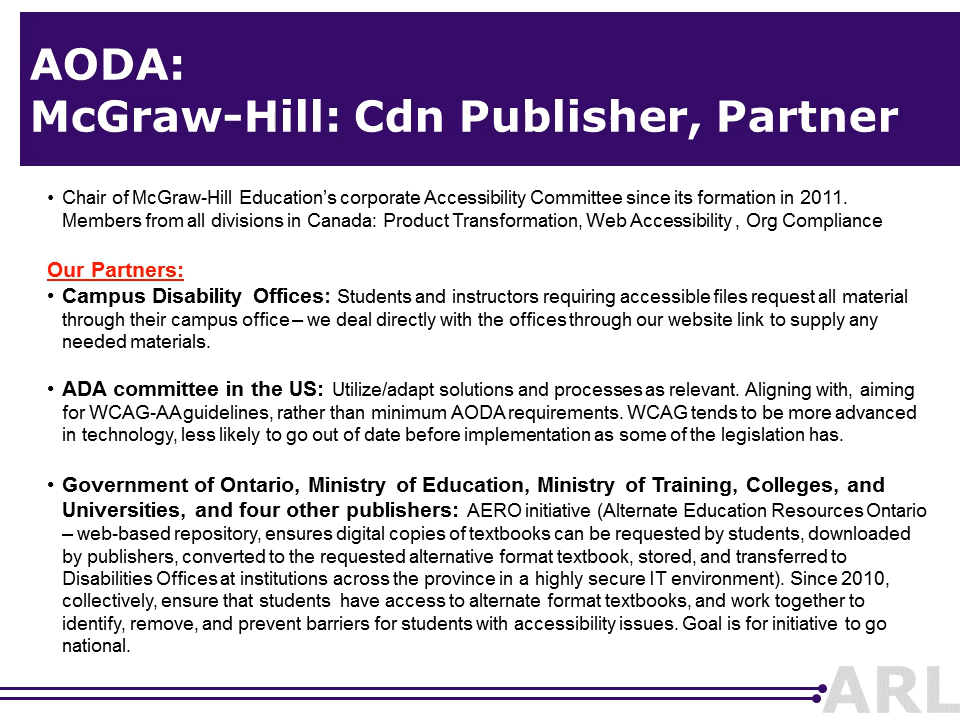 AODA:
McGraw-Hill: Cdn Publisher, Partner
• Chair of McGraw-Hill Education’s corporate Accessibility Committee since its formation in 2011.
Members from all divisions in Canada: Product Transformation, Web Accessibility , Org Compliance
Our Partners:
• Campus Disability Offices: Students and instructors requiring accessible files request all material
through their campus office – we deal directly with the offices through our website link to supply any
needed materials.
• ADA committee in the US: Utilize/adapt solutions and processes as relevant. Aligning with, aiming
for WCAG-AA guidelines, rather than minimum AODA requirements. WCAG tends to be more advanced
in technology, less likely to go out of date before implementation as some of the legislation has.
• Government of Ontario, Ministry of Education, Ministry of Training, Colleges, and
Universities, and four other publishers: AERO initiative (Alternate Education Resources Ontario
– web-based repository, ensures digital copies of textbooks can be requested by students, downloaded
by publishers, converted to the requested alternative format textbook, stored, and transferred to
Disabilities Offices at institutions across the province in a highly secure IT environment). Since 2010,
collectively, ensure that students have access to alternate format textbooks, and work together to
identify, remove, and prevent barriers for students with accessibility issues. Goal is for initiative to go
national.
ARL